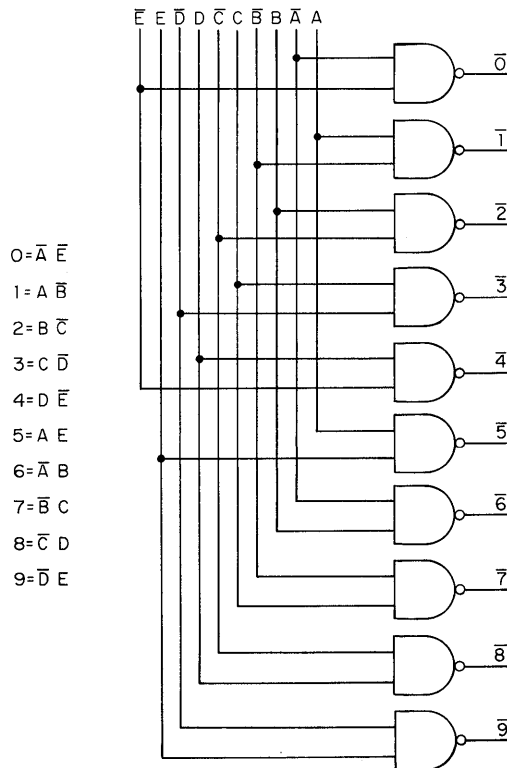 E̅ E D̅ D C̅ C B̅ B A̅ A
0̅
1̅
2̅
3̅
4̅
5̅
6̅
7̅
8̅
9̅
0=A̅ E̅
1=A B̅
2=B C̅
3=C D̅
4=D E̅
5=A E
6=A̅ B
7=B̅ C
8=C̅ D
9=D̅ E